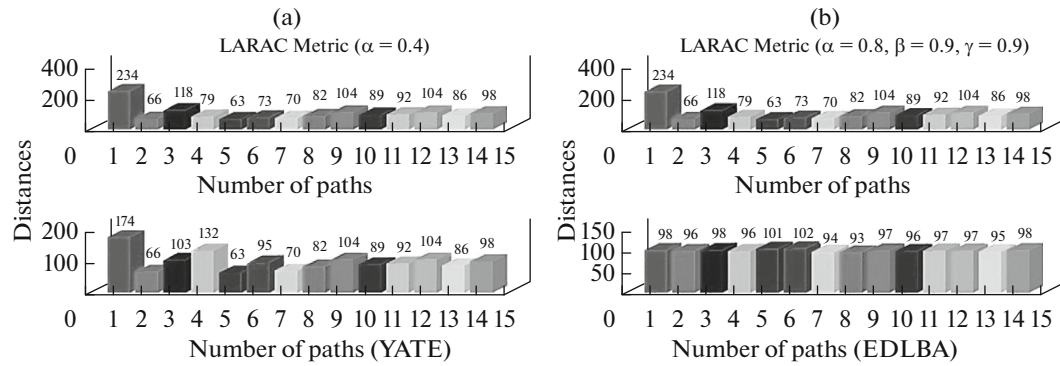 (a)
LARAC Metric (α = 0.4)
400
200
234 66 118 79 63 73 70 82 104 89 92 104 86 98
0 1 2 3 4 5 6 7 8 9 10 11 12 13 14 15
Number of paths
Distances
200
100
174 66 103 132 63 95 70 82 104 89 92 104 86 98
0 1 2 3 4 5 6 7 8 9 10 11 12 13 14 15
Number of paths (YATE)
(b)
LARAC Metric (α = 0.8, β = 0.9, γ = 0.9)
400
200
234 66 118 79 63 73 70 82 104 89 92 104 86 98
0 1 2 3 4 5 6 7 8 9 10 11 12 13 14 15
Number of paths
Distances
150
100
50
98 96 98 96 101 102 94 93 97 96 97 97 95 98
0 1 2 3 4 5 6 7 8 9 10 11 12 13 14 15
Number of paths (EDLBA)